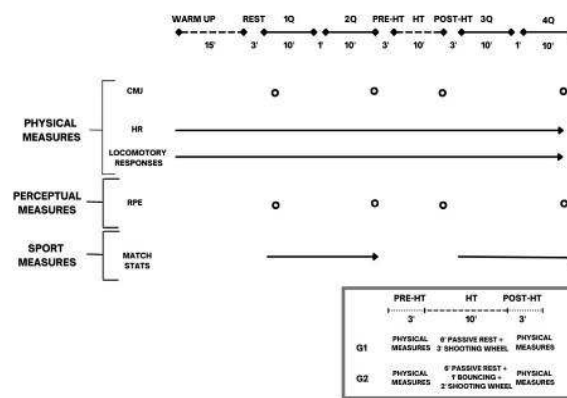 WARM UP REST 1Q 2Q PRE-HT HT POST-HT 3Q 4Q
15' 3' 10' 1' 10' 3' 10' 3' 10' 1' 10'
CMJ
PHYSICAL
MEASURES
HR
LOCOMOTORY
RESPONSES
PERCEPTUAL
MEASURES
RPE
SPORT
MEASURES
MATCH
STATS
PRE-HT HT POST-HT
3' 10' 3'
G1
PHYSICAL
MEASURES
6' PASSIVE REST +
3' SHOOTING WHEEL
PHYSICAL
MEASURES
G2
PHYSICAL
MEASURES
6' PASSIVE REST +
1' BOUNCING +
2' SHOOTING WHEEL
PHYSICAL
MEASURES